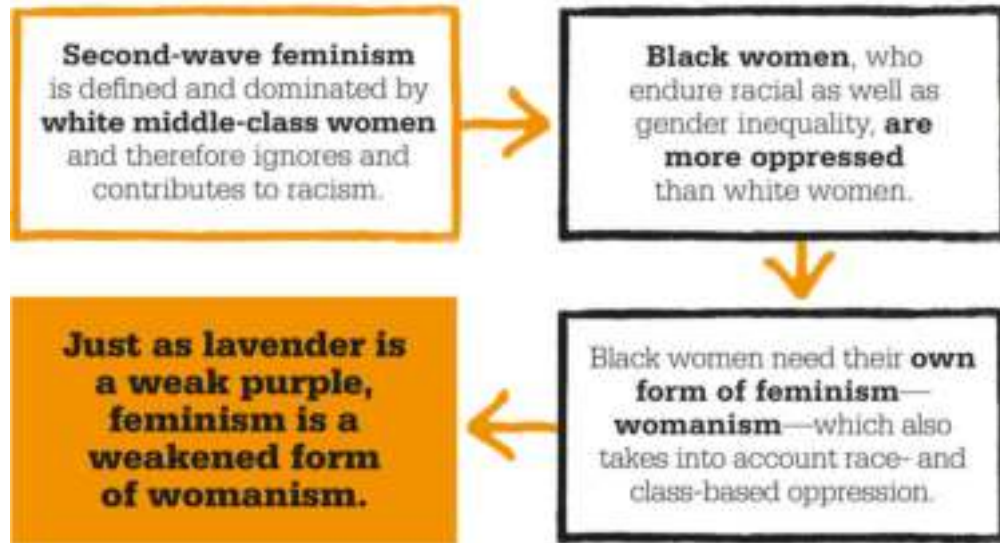 Second-wave feminism
is defined and dominated by
white middle-class women
and therefore ignores and
contributes to racism.
Black women, who
endure racial as well as
gender inequality, are
more oppressed
than white women.
Black women need their own
form of feminism—
womanism—which also
takes into account race- and
class-based oppression.
Just as lavender is
a weak purple,
feminism is a
weakened form
of womanism.